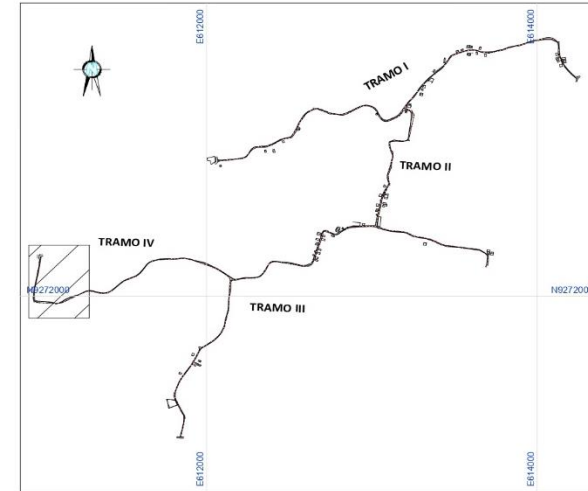 E612000
E614000
TRAMO I
TRAMO II
TRAMO IV
N9272000
N9272000
TRAMO III
E612000
E614000